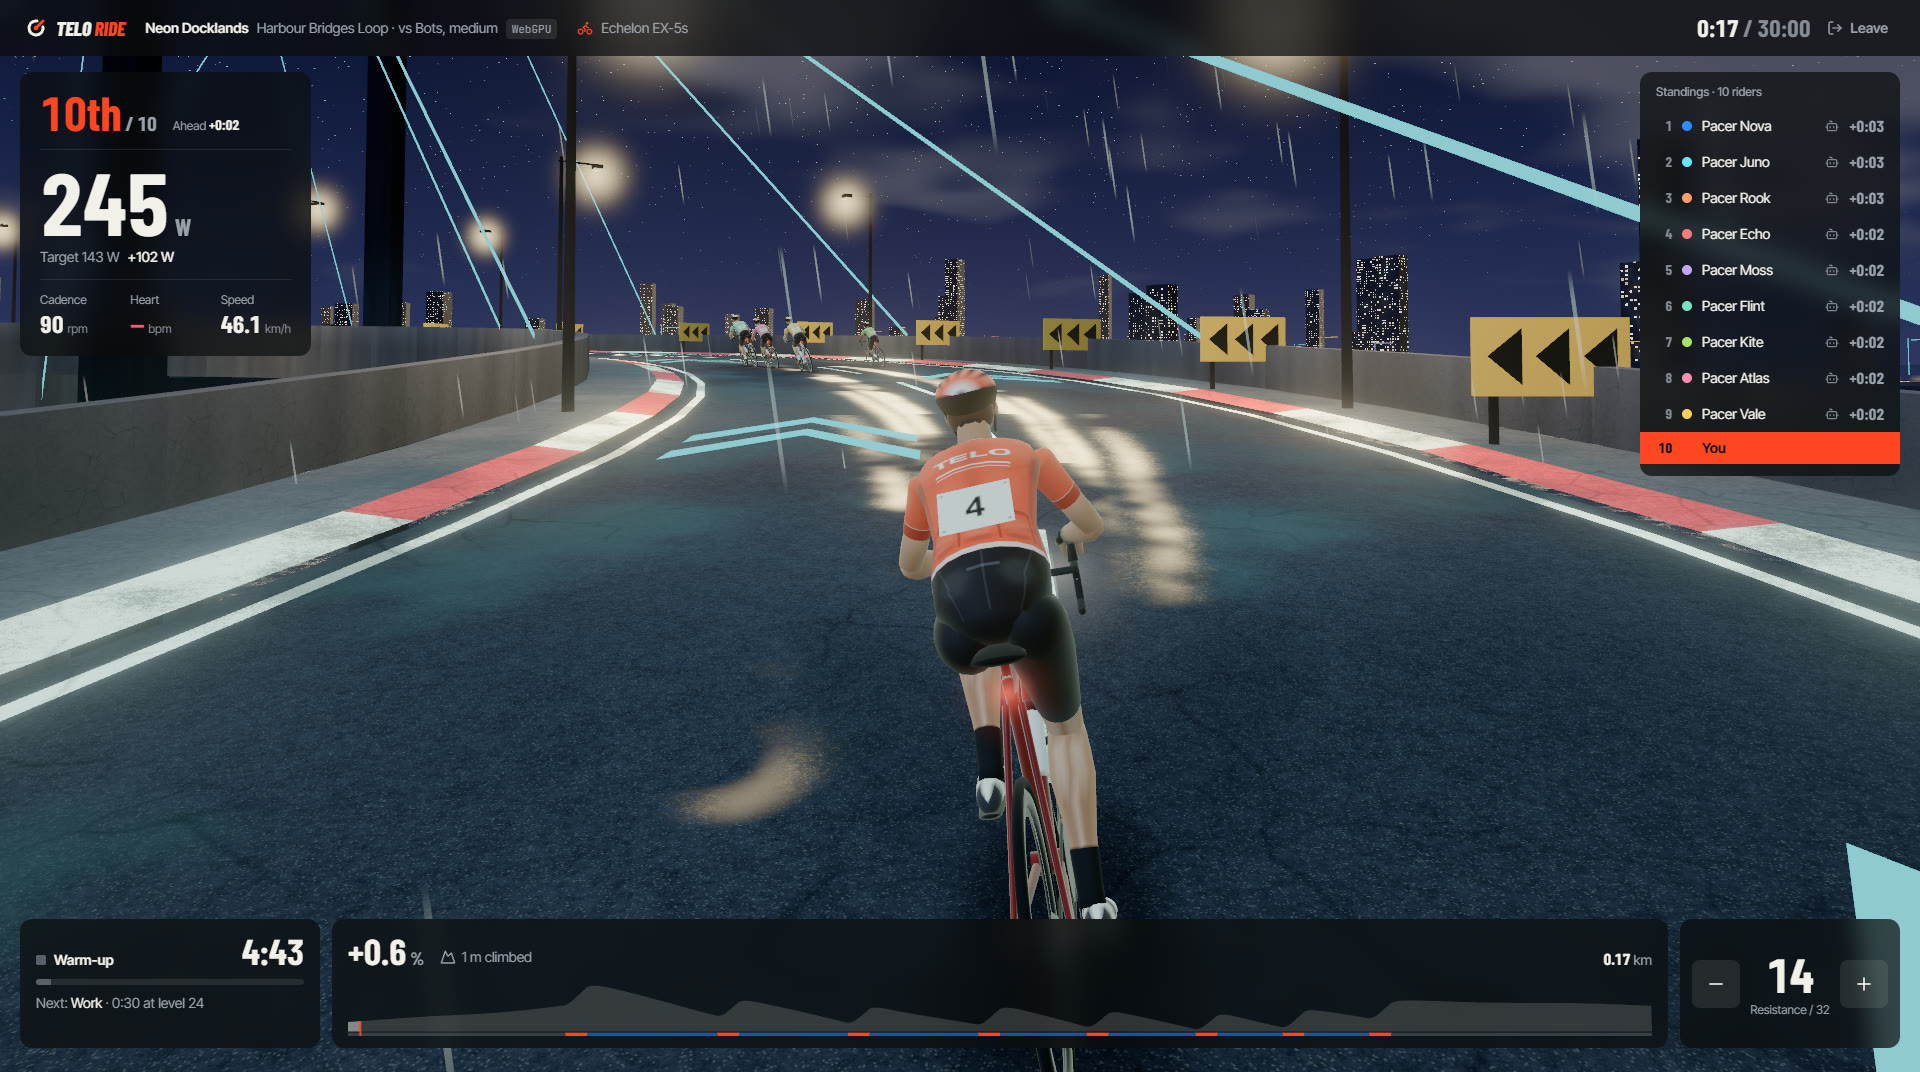 TELO RIDE Neon Docklands Harbour Bridges Loop · vs Bots, medium WebGPU Echelon EX-5s 0:17 / 30:00 Leave
10th / 10 Ahead +0:02
245 W
Target 143 W +102 W
Cadence Heart Speed
90 rpm — bpm 46.1 km/h
Standings · 10 riders
1 Pacer Nova +0:03
2 Pacer Juno +0:03
3 Pacer Rook +0:03
4 Pacer Echo +0:02
5 Pacer Moss +0:02
6 Pacer Flint +0:02
7 Pacer Kite +0:02
8 Pacer Atlas +0:02
9 Pacer Vale +0:02
10 You
TELO
4
Warm-up 4:43
Next: Work · 0:30 at level 24
+0.6 % 1 m climbed 0.17 km
− 14 +
Resistance / 32